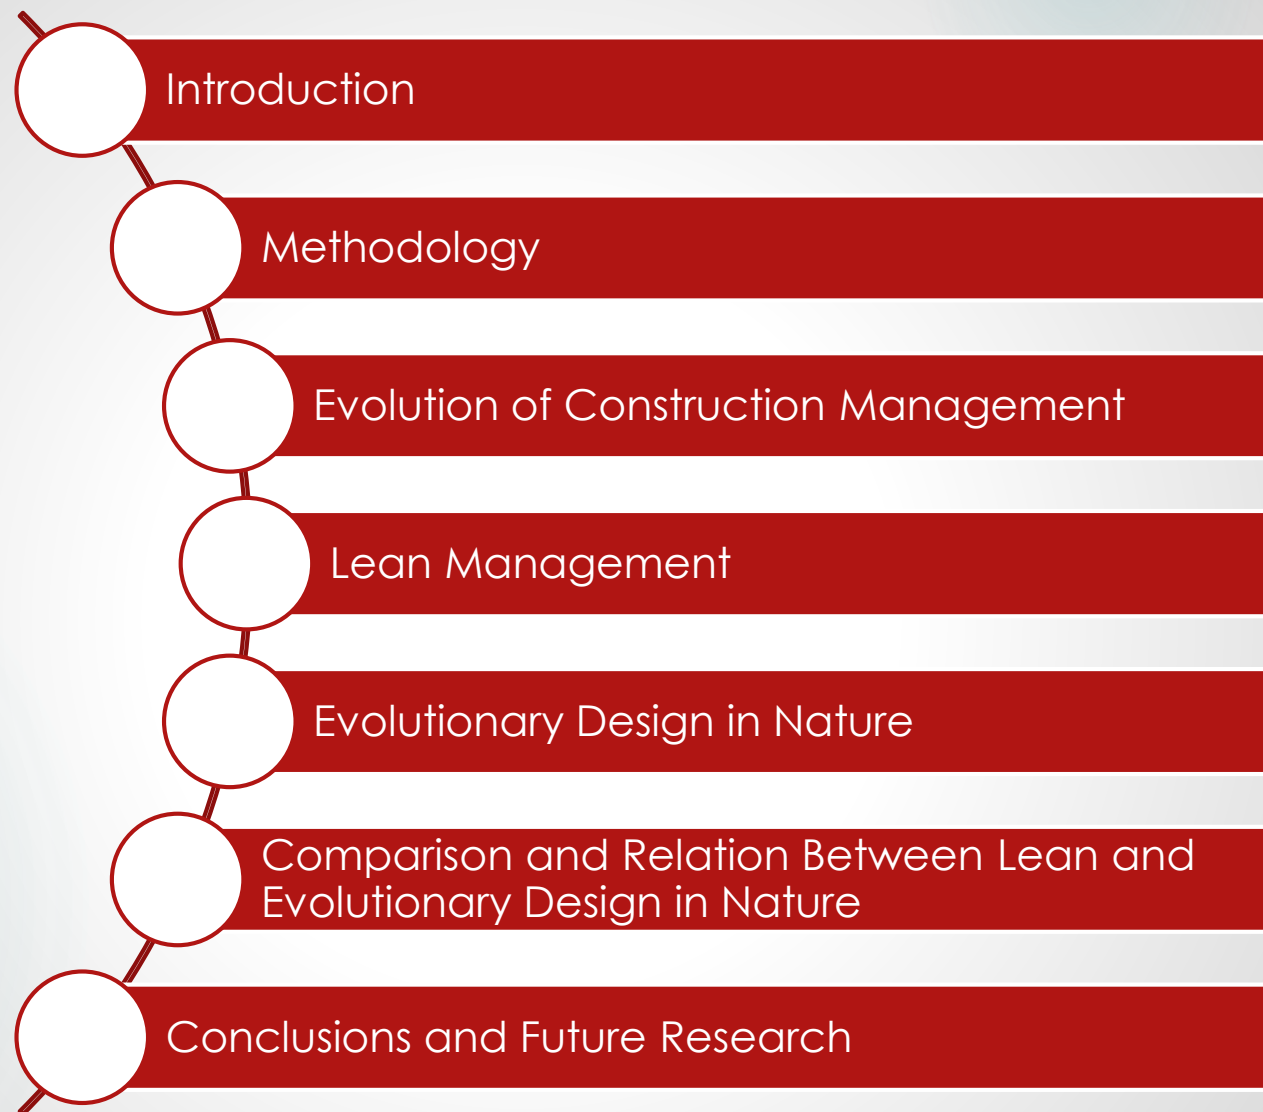 Introduction
Methodology
Evolution of Construction Management
Lean Management
Evolutionary Design in Nature
Comparison and Relation Between Lean and
Evolutionary Design in Nature
Conclusions and Future Research